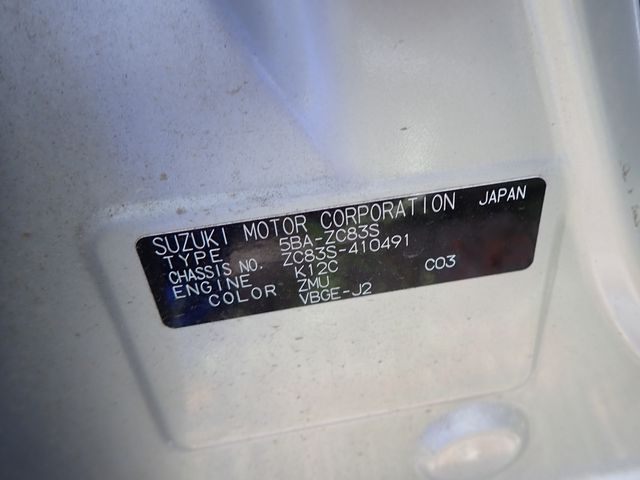 SUZUKI MOTOR CORPORATION JAPAN
TYPE 5BA-ZC83S
CHASSIS NO. ZC83S-410491
ENGINE K12C C03
COLOR ZMU
VBGE-J2